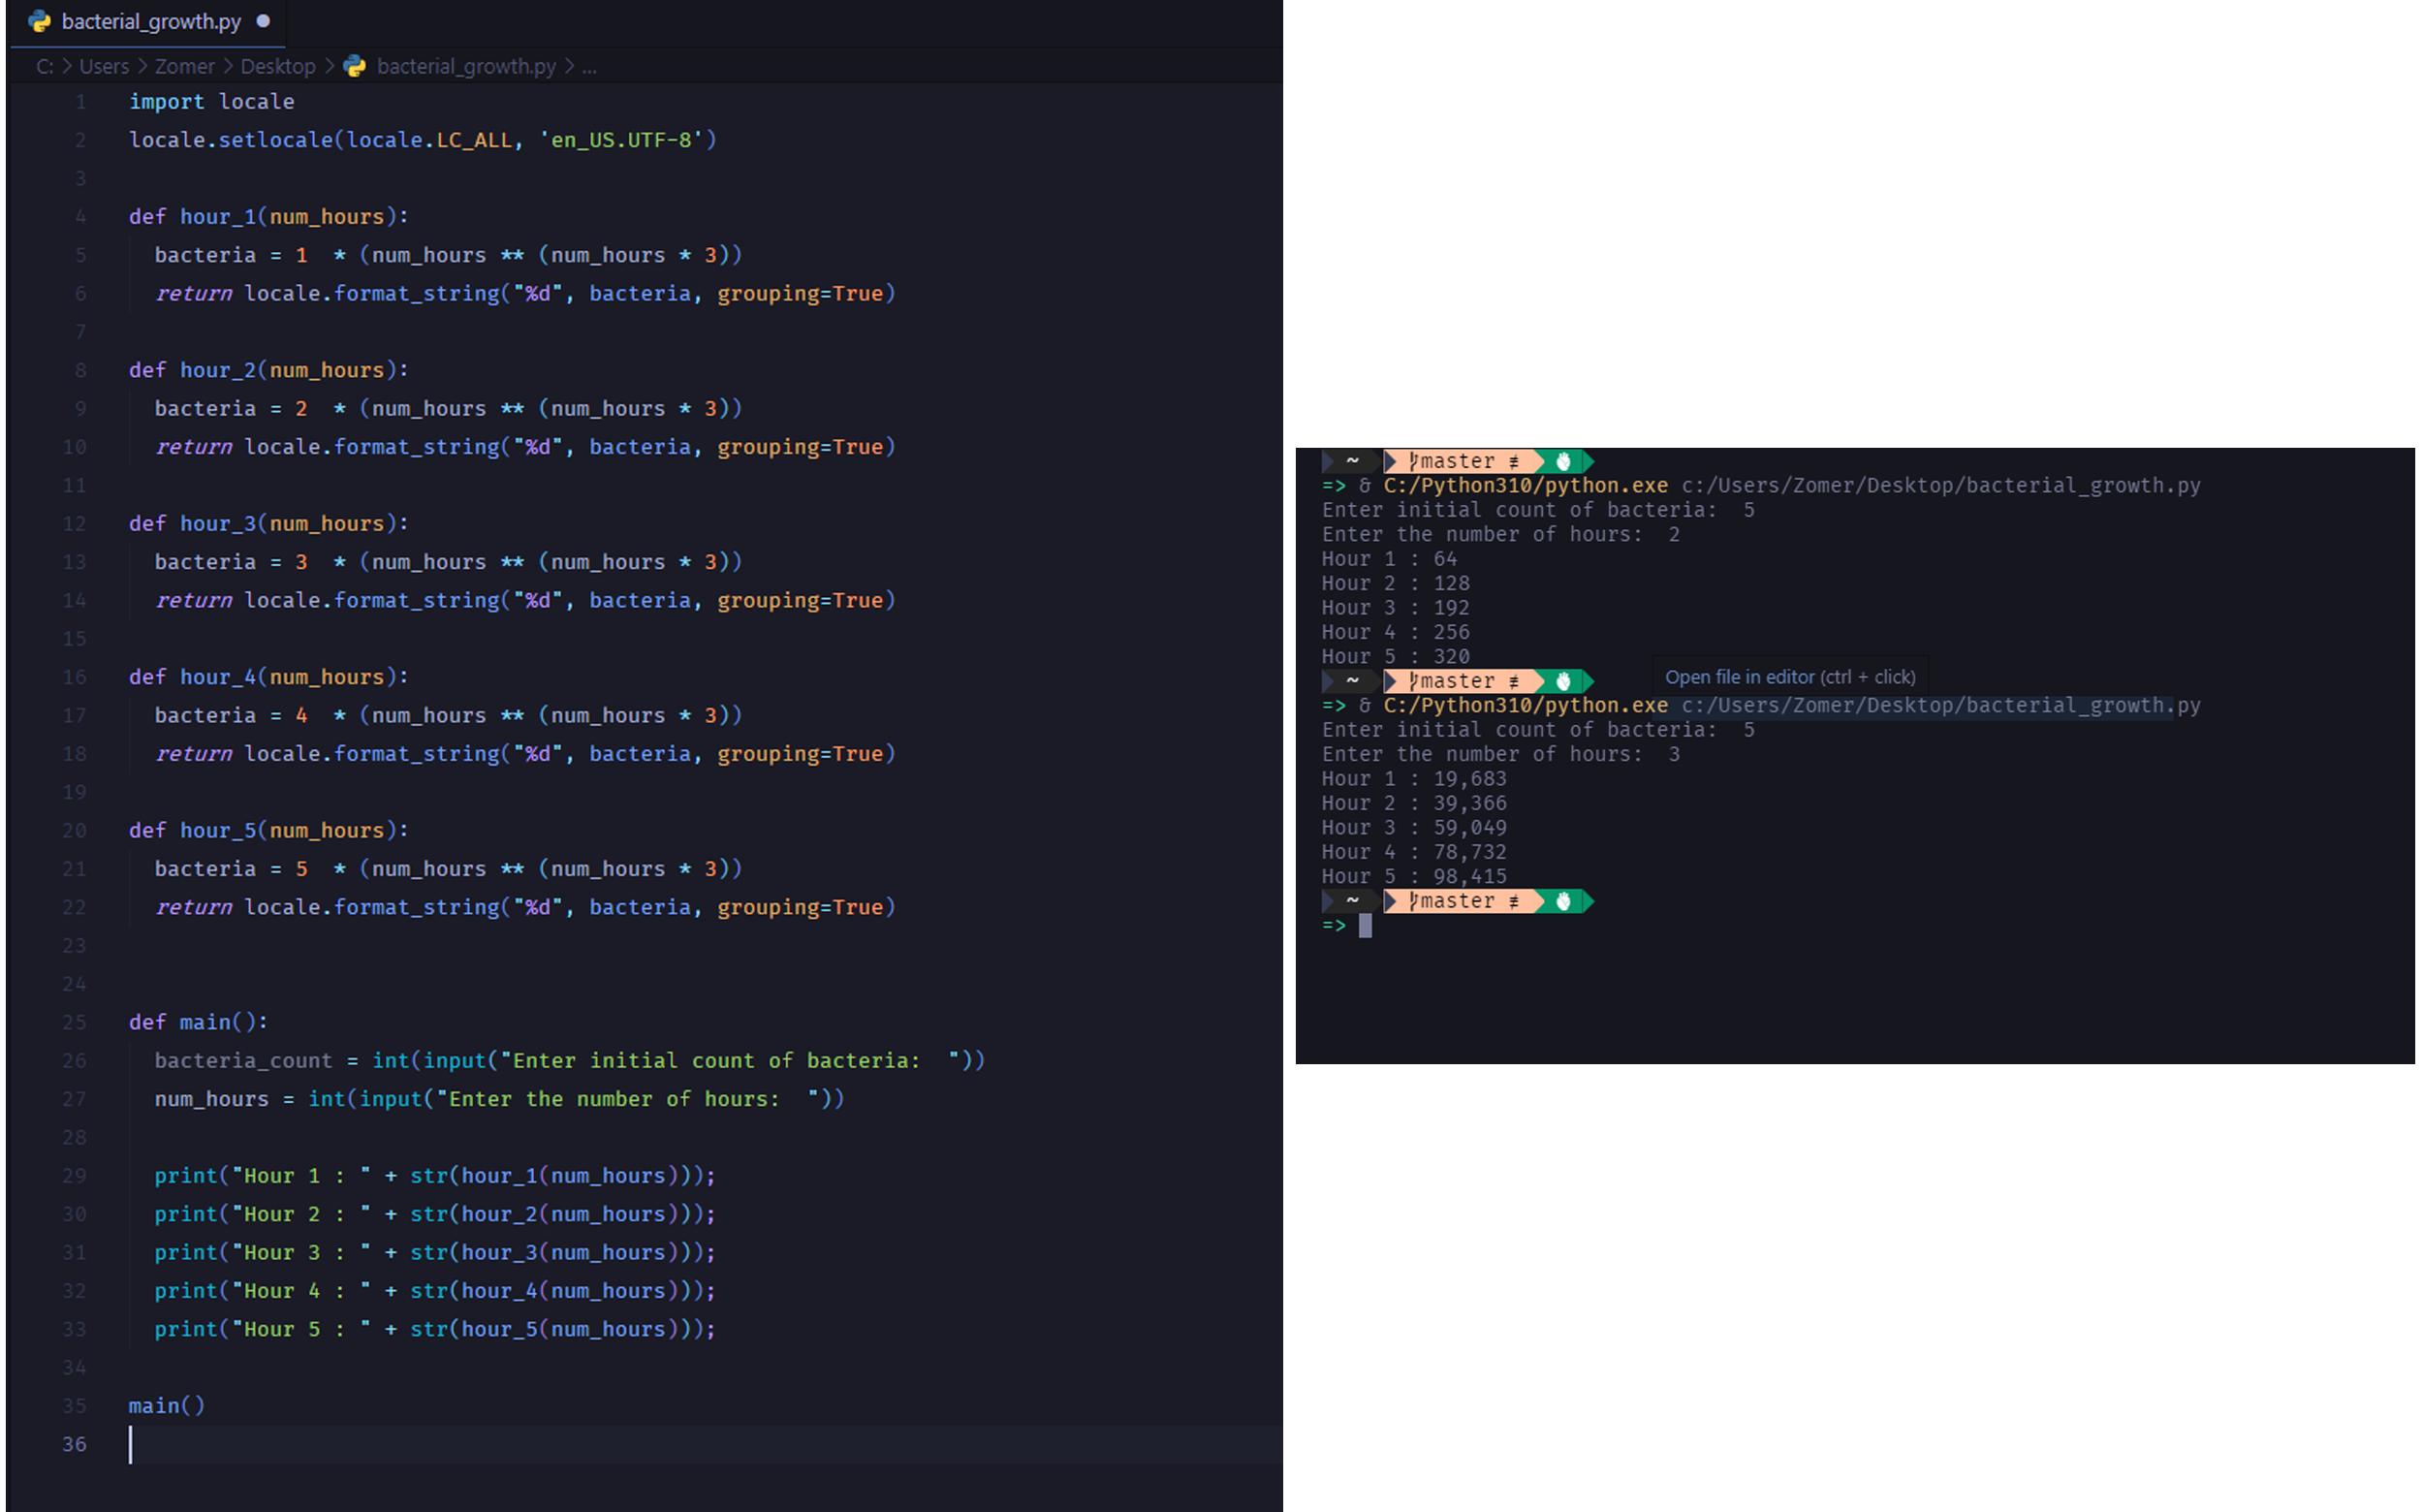 bacterial_growth.py
C: > Users > Zomer > Desktop > bacterial_growth.py > ...
1 import locale
2 locale.setlocale(locale.LC_ALL, 'en_US.UTF-8')
3
4 def hour_1(num_hours):
5 bacteria = 1  * (num_hours ** (num_hours * 3))
6 return locale.format_string("%d", bacteria, grouping=True)
7
8 def hour_2(num_hours):
9 bacteria = 2  * (num_hours ** (num_hours * 3))
10 return locale.format_string("%d", bacteria, grouping=True)
11
12 def hour_3(num_hours):
13 bacteria = 3  * (num_hours ** (num_hours * 3))
14 return locale.format_string("%d", bacteria, grouping=True)
15
16 def hour_4(num_hours):
17 bacteria = 4  * (num_hours ** (num_hours * 3))
18 return locale.format_string("%d", bacteria, grouping=True)
19
20 def hour_5(num_hours):
21 bacteria = 5  * (num_hours ** (num_hours * 3))
22 return locale.format_string("%d", bacteria, grouping=True)
23
24
25 def main():
26 bacteria_count = int(input("Enter initial count of bacteria:  "))
27 num_hours = int(input("Enter the number of hours:  "))
28
29 print("Hour 1 : " + str(hour_1(num_hours)));
30 print("Hour 2 : " + str(hour_2(num_hours)));
31 print("Hour 3 : " + str(hour_3(num_hours)));
32 print("Hour 4 : " + str(hour_4(num_hours)));
33 print("Hour 5 : " + str(hour_5(num_hours)));
34
35 main()
36
~ master ≢
=> & C:/Python310/python.exe c:/Users/Zomer/Desktop/bacterial_growth.py
Enter initial count of bacteria:  5
Enter the number of hours:  2
Hour 1 : 64
Hour 2 : 128
Hour 3 : 192
Hour 4 : 256
Hour 5 : 320
~ master ≢
Open file in editor (ctrl + click)
=> & C:/Python310/python.exe c:/Users/Zomer/Desktop/bacterial_growth.py
Enter initial count of bacteria:  5
Enter the number of hours:  3
Hour 1 : 19,683
Hour 2 : 39,366
Hour 3 : 59,049
Hour 4 : 78,732
Hour 5 : 98,415
~ master ≢
=>